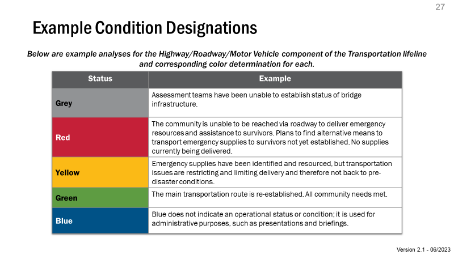 27
Example Condition Designations
Below are example analyses for the Highway/Roadway/Motor Vehicle component of the Transportation lifeline
and corresponding color determination for each.
Status
Example
Grey
Assessment teams have been unable to establish status of bridge
infrastructure.
Red
The community is unable to be reached via roadway to deliver emergency
resources and assistance to survivors. Plans to find alternative means to
transport emergency supplies to survivors not yet established. No supplies
currently being delivered.
Yellow
Emergency supplies have been identified and resourced, but transportation
issues are restricting and limiting delivery and therefore not back to pre-
disaster conditions.
Green
The main transportation route is re-established. All community needs met.
Blue
Blue does not indicate an operational status or condition; it is used for
administrative purposes, such as presentations and briefings.
Version 2.1 - 06/2023